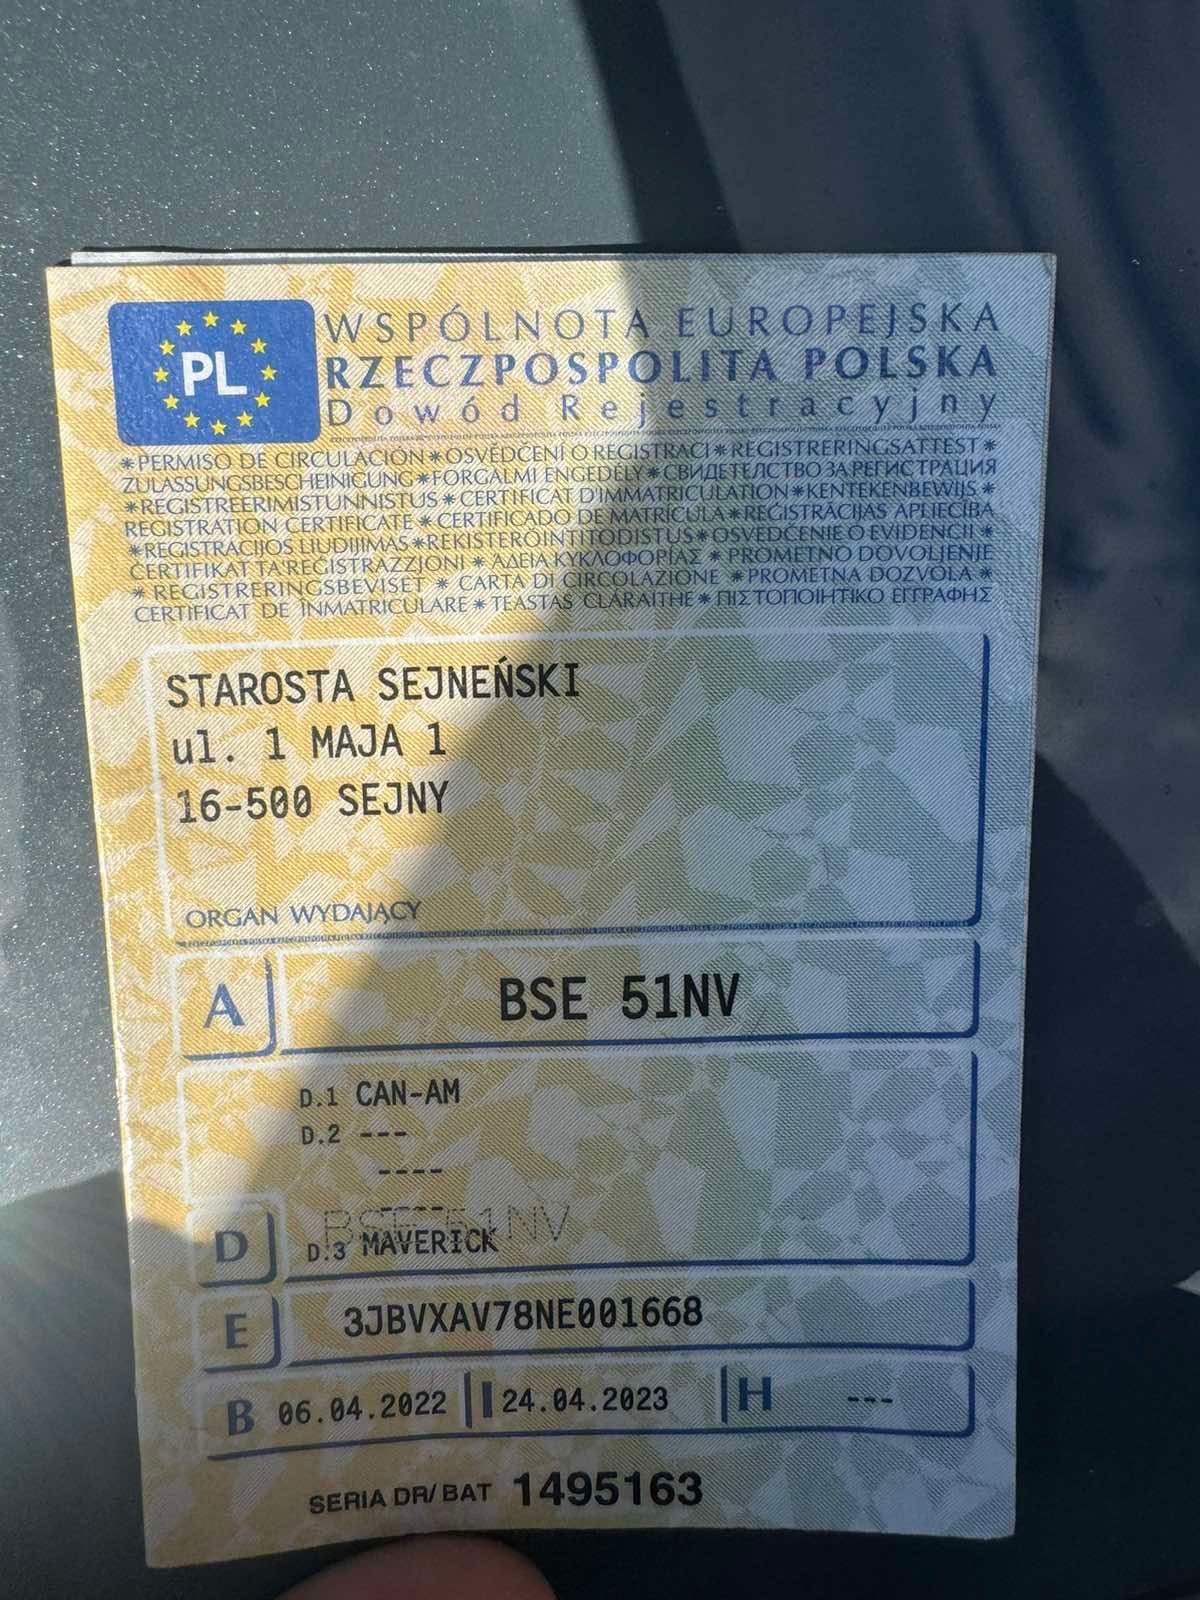 PL
WSPÓLNOTA EUROPEJSKA
RZECZPOSPOLITA POLSKA
Dowód Rejestracyjny
*PERMISO DE CIRCULACIÓN*OSVĚDČENÍ O REGISTRACI*REGISTRERINGSATTEST*
ZULASSUNGSBESCHEINIGUNG*FORGALMI ENGEDÉLY*СВИДЕТЕЛСТВО ЗА РЕГИСТРАЦИЯ
*REGISTREERIMISTUNNISTUS*CERTIFICAT D'IMMATRICULATION*KENTEKENBEWIJS*
REGISTRATION CERTIFICATE*CERTIFICADO DE MATRÍCULA*REĢISTRĀCIJAS APLIECĪBA
*REGISTRACIJOS LIUDIJIMAS*REKISTERÖINTITODISTUS*OSVEDČENIE O EVIDENCII*
ĊERTIFIKAT TA'REĠISTRAZZJONI*ΑΔΕΙΑ ΚΥΚΛΟΦΟΡΙΑΣ*PROMETNO DOVOLJENJE
*REGISTRERINGSBEVISET*CARTA DI CIRCOLAZIONE*PROMETNA DOZVOLA*
CERTIFICAT DE ÎNMATRICULARE*TEASTAS CLÁRAITHE*ΠΙΣΤΟΠΟΙΗΤΙΚΟ ΕΓΓΡΑΦΗΣ
STAROSTA SEJNEŃSKI
ul. 1 MAJA 1
16-500 SEJNY
ORGAN WYDAJĄCY
A BSE 51NV
D.1 CAN-AM
D.2 ---
----
BSE 51NV
D D.3 MAVERICK
E 3JBVXAV78NE001668
B 06.04.2022 I 24.04.2023 H ---
SERIA DR/BAT 1495163